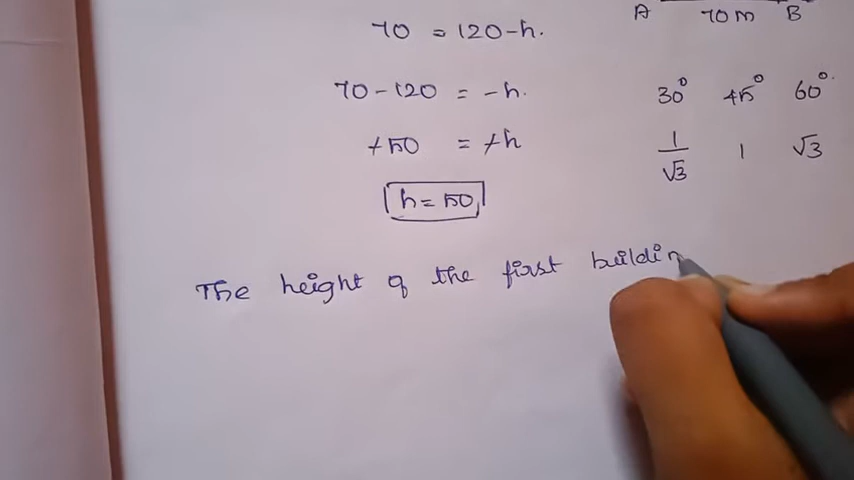 70 = 120-h.
A 70m B
70-120 = -h.
30° 45° 60°
+50 = +h
1/√3 1 √3
h = 50
The height of the first buildin